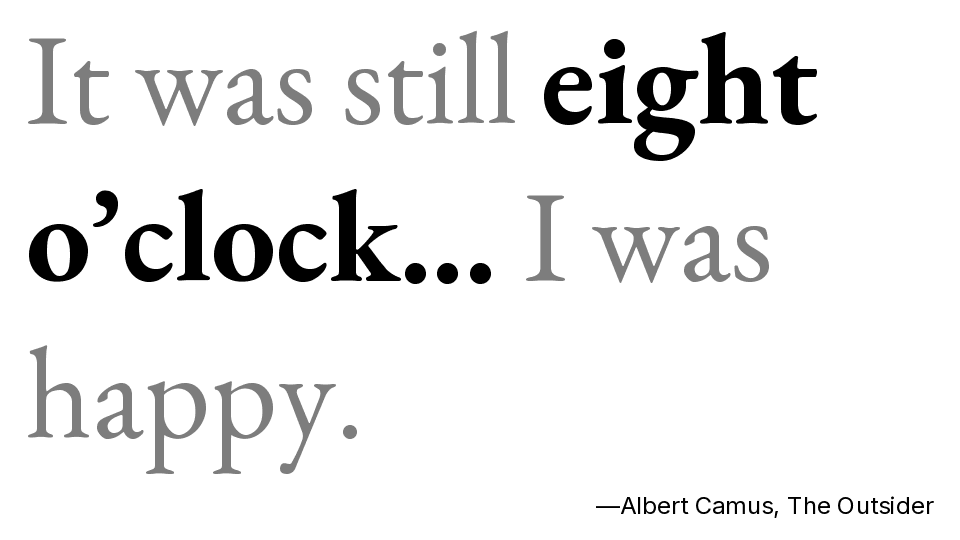 It was still eight
o’clock... I was
happy.
—Albert Camus, The Outsider